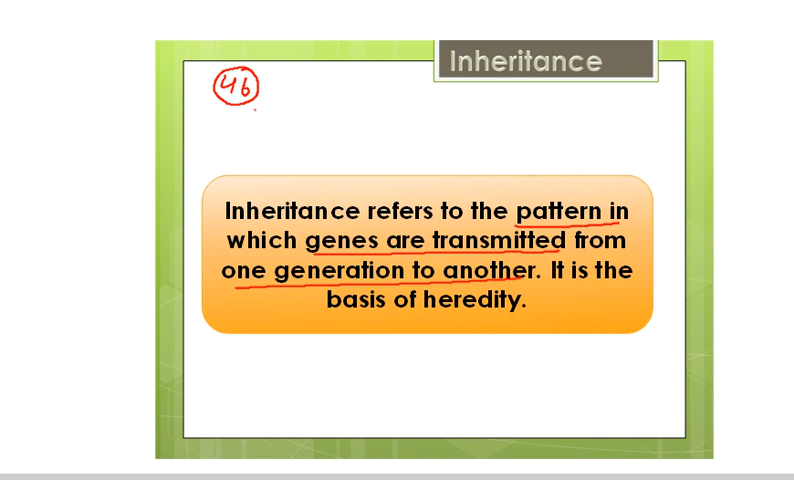 Inheritance
46
Inheritance refers to the pattern in
which genes are transmitted from
one generation to another. It is the
basis of heredity.